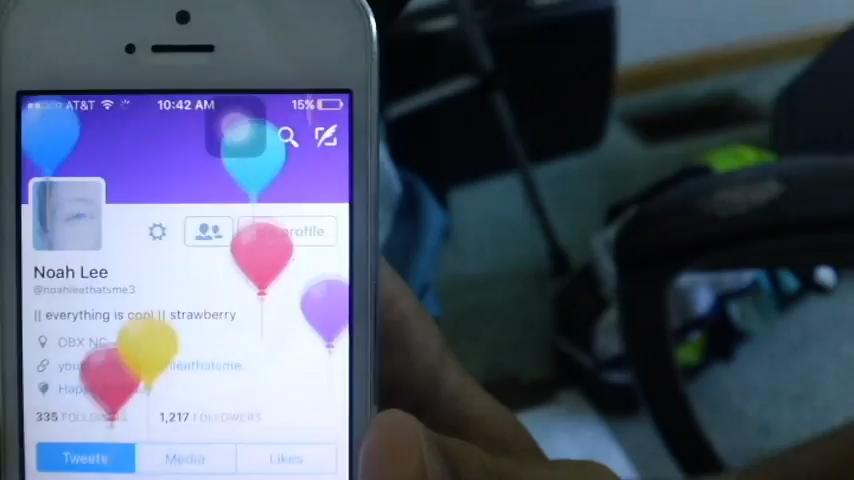 AT&T 10:42 AM 15%
profile
Noah Lee
@noahleethatsme3
|| everything is cool || strawberry
OBX NC
335 FOLLOWING 1,217 FOLLOWERS
Tweets Media Likes